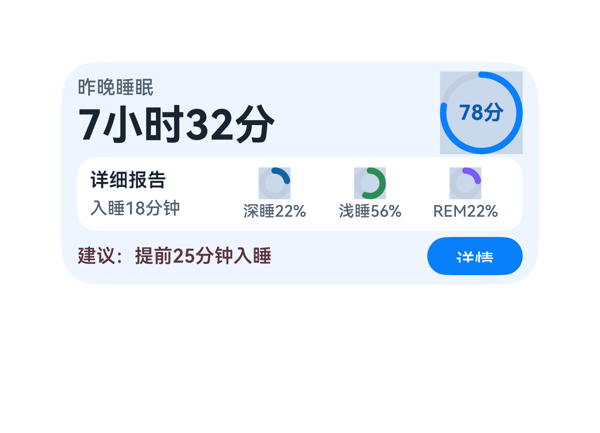 昨晚睡眠
7小时32分
78分
详细报告
入睡18分钟
深睡22%
浅睡56%
REM22%
建议：提前25分钟入睡
详情